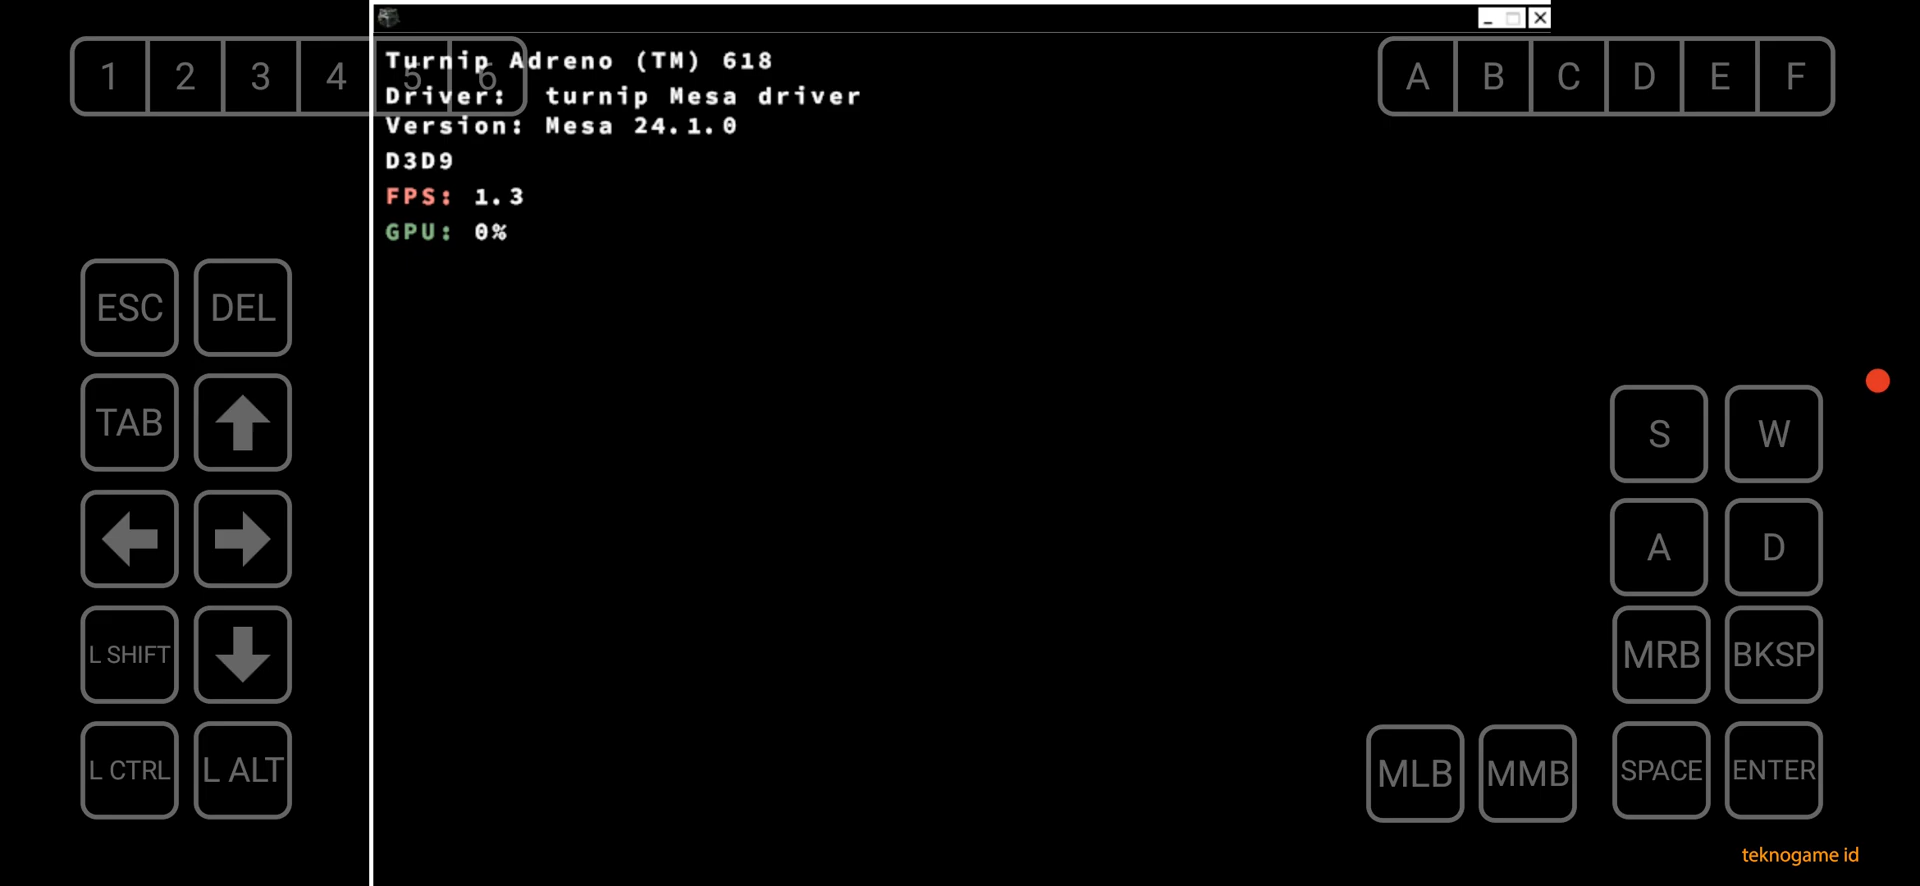 1 2 3 4 5 6
A B C D E F
Turnip Adreno (TM) 618
Driver: turnip Mesa driver
Version: Mesa 24.1.0
D3D9
FPS: 1.3
GPU: 0%
ESC DEL
TAB
L SHIFT
L CTRL L ALT
S W
A D
MRB BKSP
MLB MMB SPACE ENTER
teknogame id